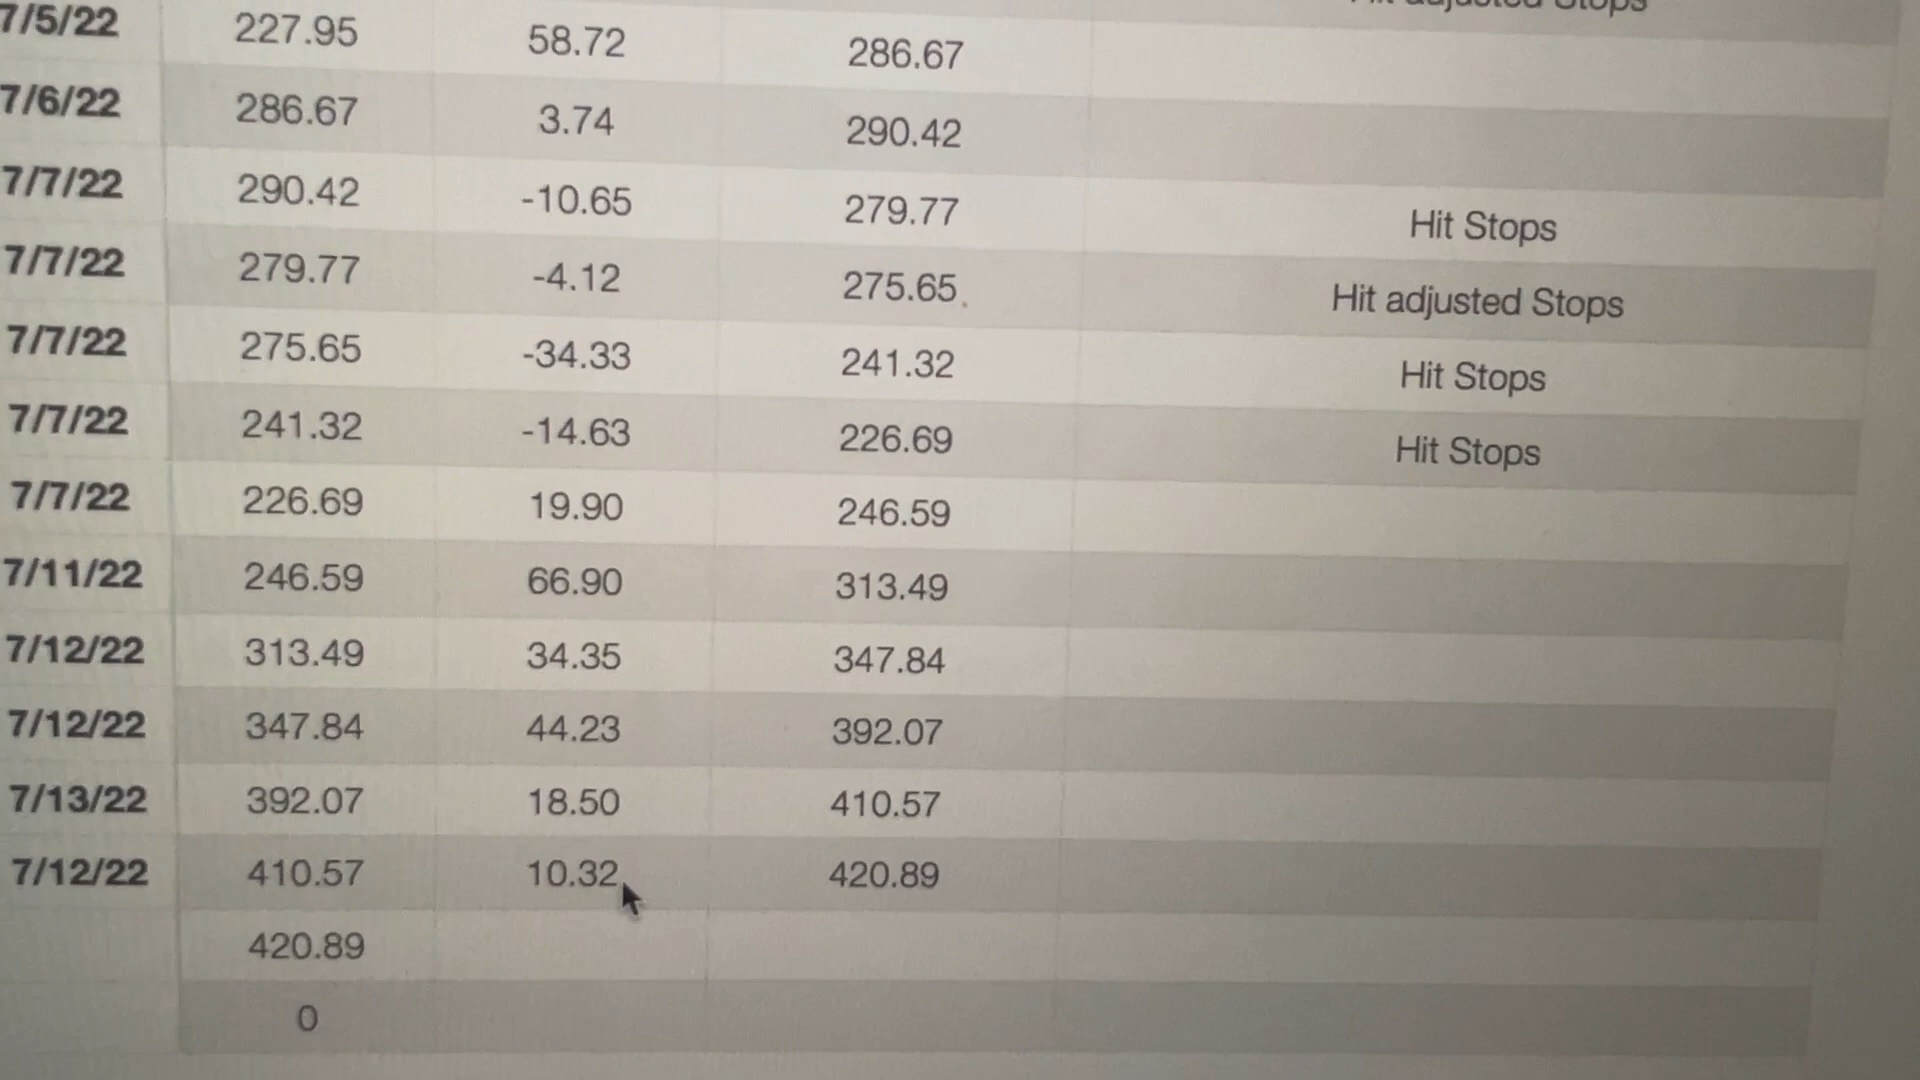 Hit adjusted Stops
7/5/22 227.95 58.72 286.67
7/6/22 286.67 3.74 290.42
7/7/22 290.42 -10.65 279.77 Hit Stops
7/7/22 279.77 -4.12 275.65 Hit adjusted Stops
7/7/22 275.65 -34.33 241.32 Hit Stops
7/7/22 241.32 -14.63 226.69 Hit Stops
7/7/22 226.69 19.90 246.59
7/11/22 246.59 66.90 313.49
7/12/22 313.49 34.35 347.84
7/12/22 347.84 44.23 392.07
7/13/22 392.07 18.50 410.57
7/12/22 410.57 10.32 420.89
420.89
0